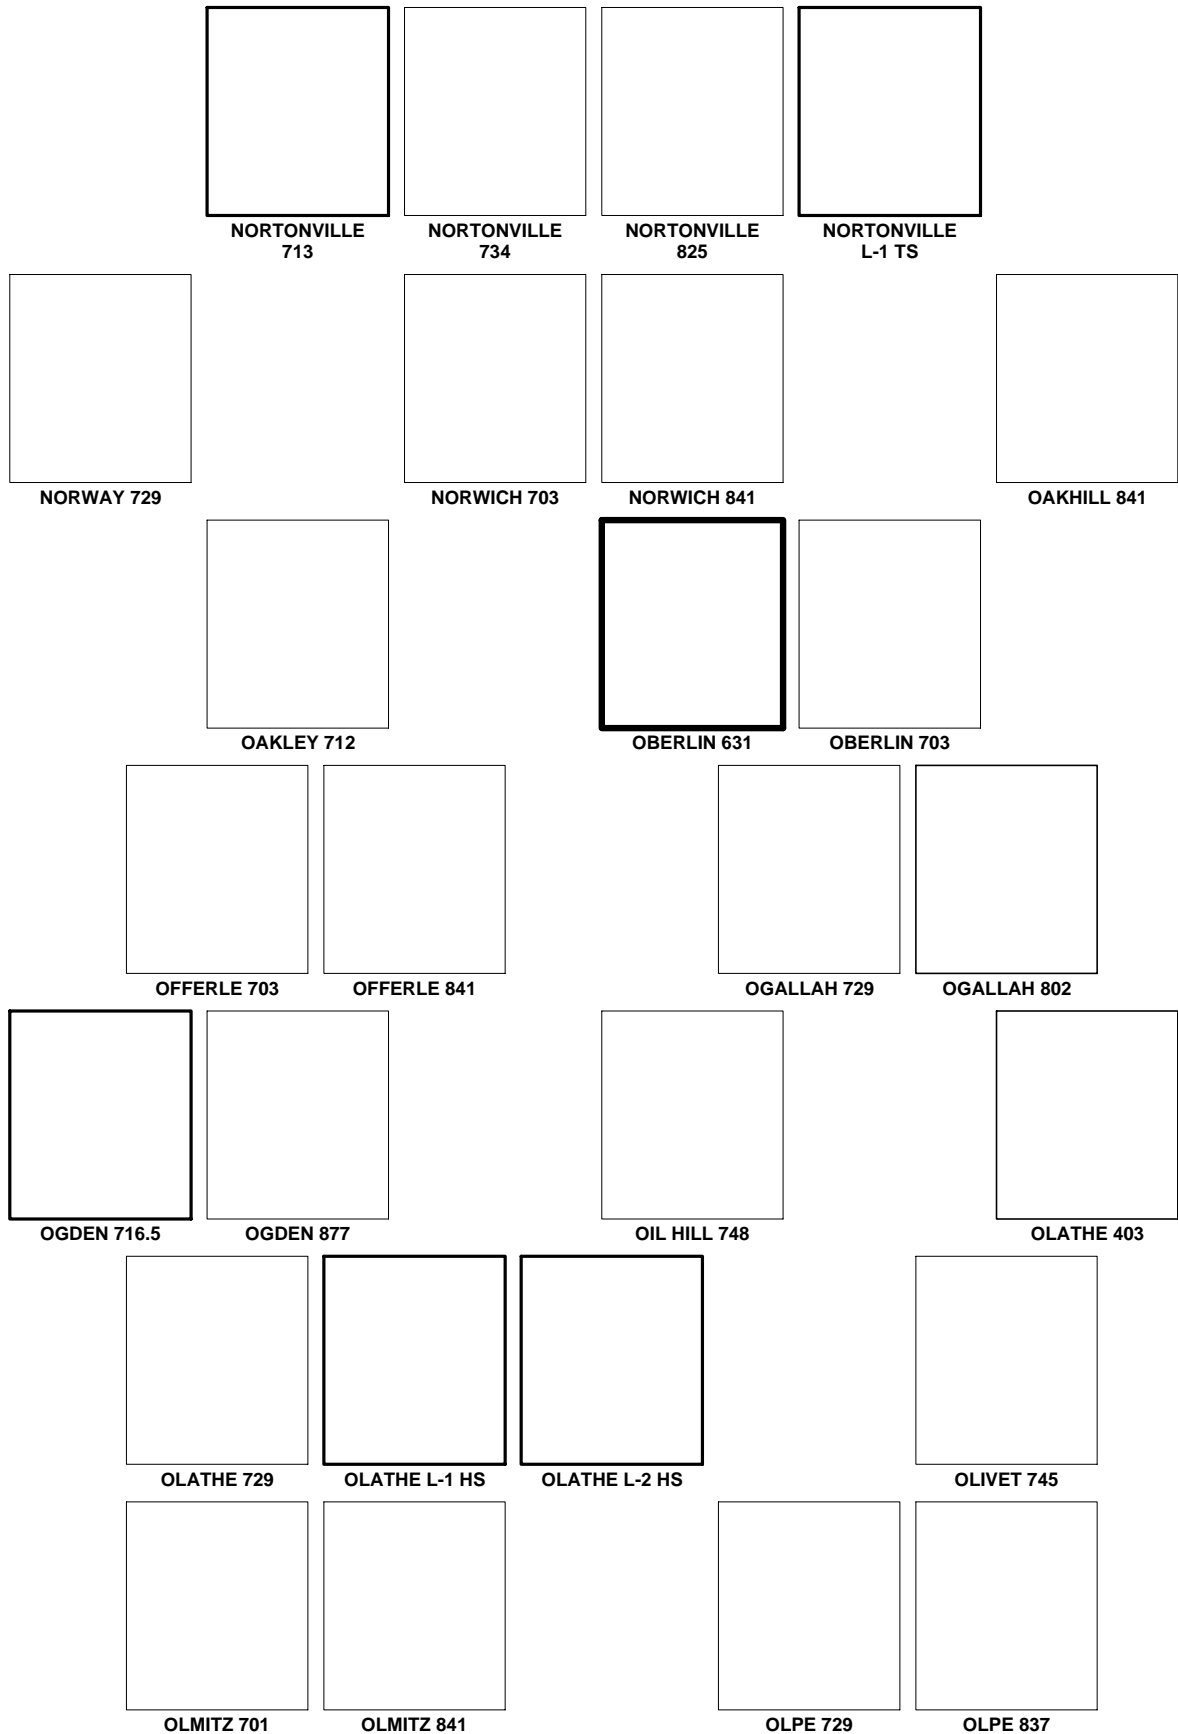 NORTONVILLE
713
NORTONVILLE
734
NORTONVILLE
825
NORTONVILLE
L-1 TS
NORWAY 729
NORWICH 703
NORWICH 841
OAKHILL 841
OAKLEY 712
OBERLIN 631
OBERLIN 703
OFFERLE 703
OFFERLE 841
OGALLAH 729
OGALLAH 802
OGDEN 716.5
OGDEN 877
OIL HILL 748
OLATHE 403
OLATHE 729
OLATHE L-1 HS
OLATHE L-2 HS
OLIVET 745
OLMITZ 701
OLMITZ 841
OLPE 729
OLPE 837